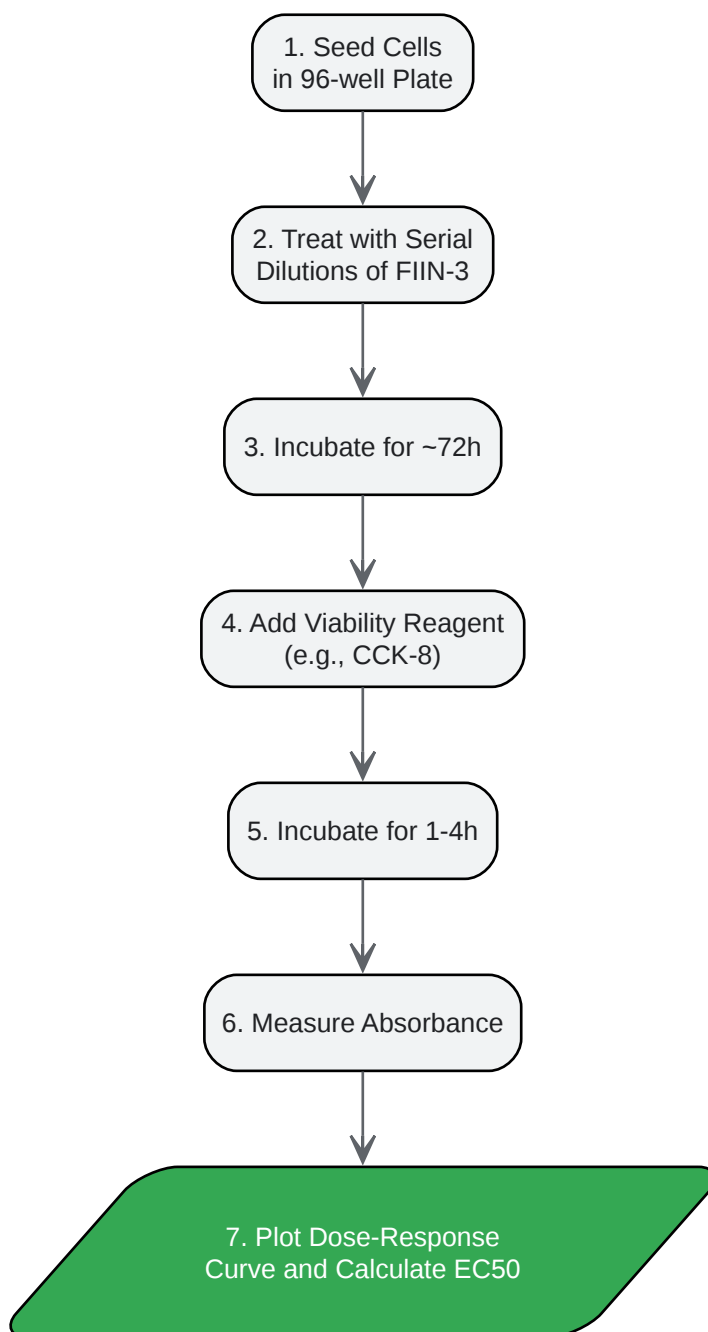 1. Seed Cells
in 96-well Plate
2. Treat with Serial
Dilutions of FIIN-3
3. Incubate for ~72h
4. Add Viability Reagent
(e.g., CCK-8)
5. Incubate for 1-4h
6. Measure Absorbance
7. Plot Dose-Response
Curve and Calculate EC50